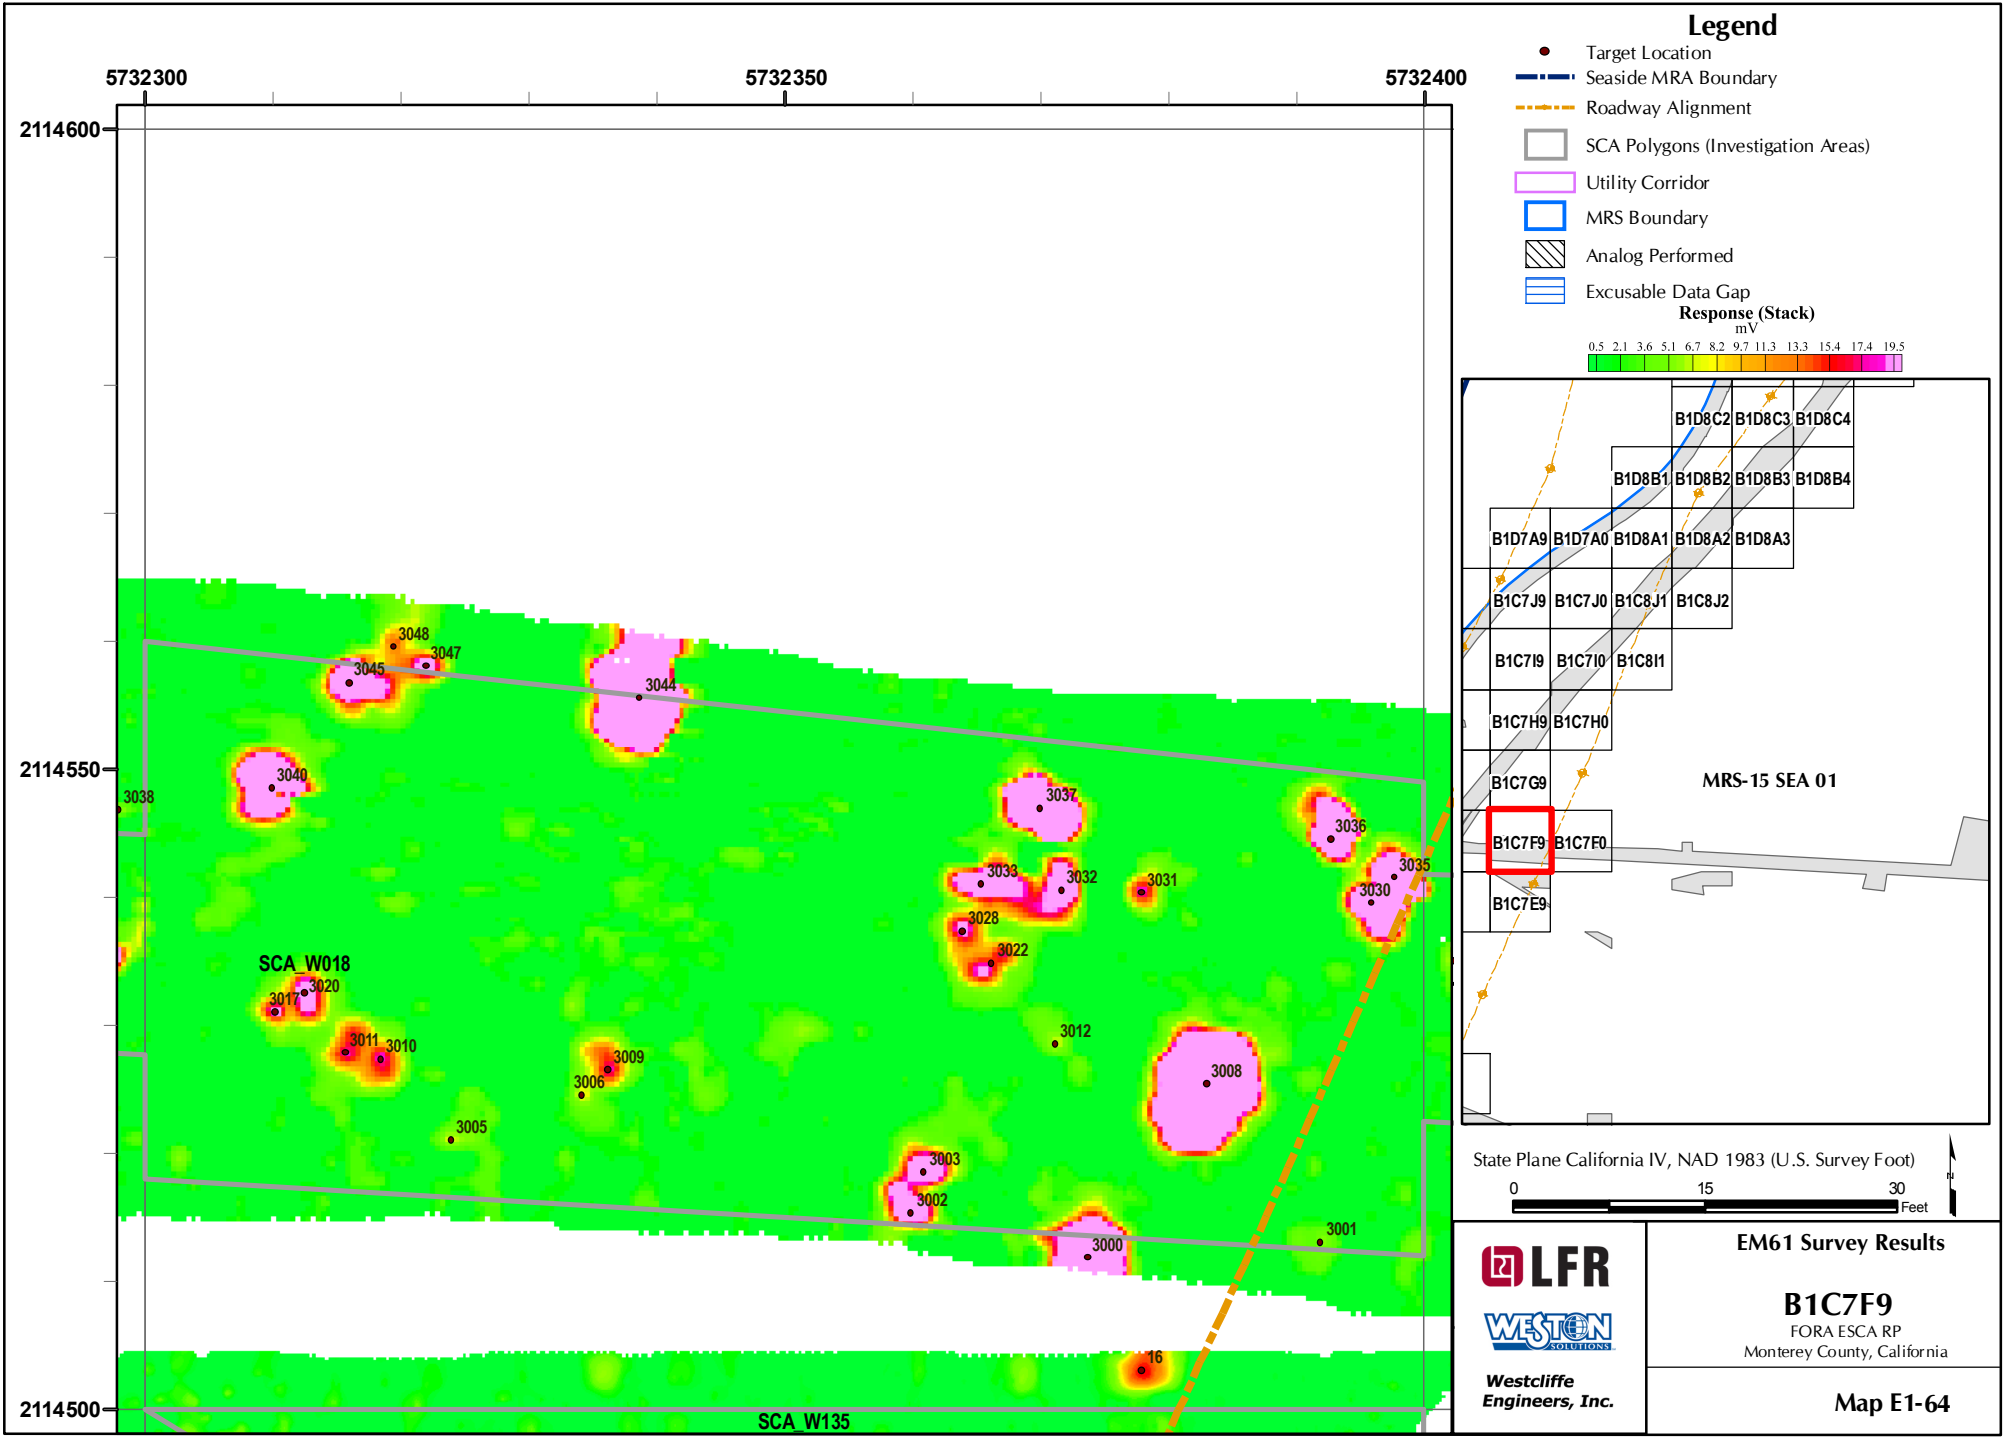 Legend
Target Location
Seaside MRA Boundary
Roadway Alignment
SCA Polygons (Investigation Areas)
Utility Corridor
MRS Boundary
Analog Performed
Excusable Data Gap
Response (Stack)
mV
0.5 2.1 3.6 5.1 6.7 8.2 9.7 11.3 13.3 15.4 17.4 19.5
5732300 5732350 5732400
2114600
2114550
2114500
3048
3047
3045
3044
3040
3038
3037
3036
3035
3033
3032
3031
3030
3028
3022
SCA_W018
3020
3017
3012
3011
3010
3009
3008
3006
3005
3003
3002
3001
3000
16
SCA_W135
B1D8C2 B1D8C3 B1D8C4
B1D8B1 B1D8B2 B1D8B3 B1D8B4
B1D7A9 B1D7A0 B1D8A1 B1D8A2 B1D8A3
B1C7J9 B1C7J0 B1C8J1 B1C8J2
B1C7I9 B1C7I0 B1C8I1
B1C7H9 B1C7H0
B1C7G9
MRS-15 SEA 01
B1C7F9 B1C7F0
B1C7E9
State Plane California IV, NAD 1983 (U.S. Survey Foot)
0 15 30
Feet
N
LFR
WESTON
SOLUTIONS
Westcliffe
Engineers, Inc.
EM61 Survey Results
B1C7F9
FORA ESCA RP
Monterey County, California
Map E1-64